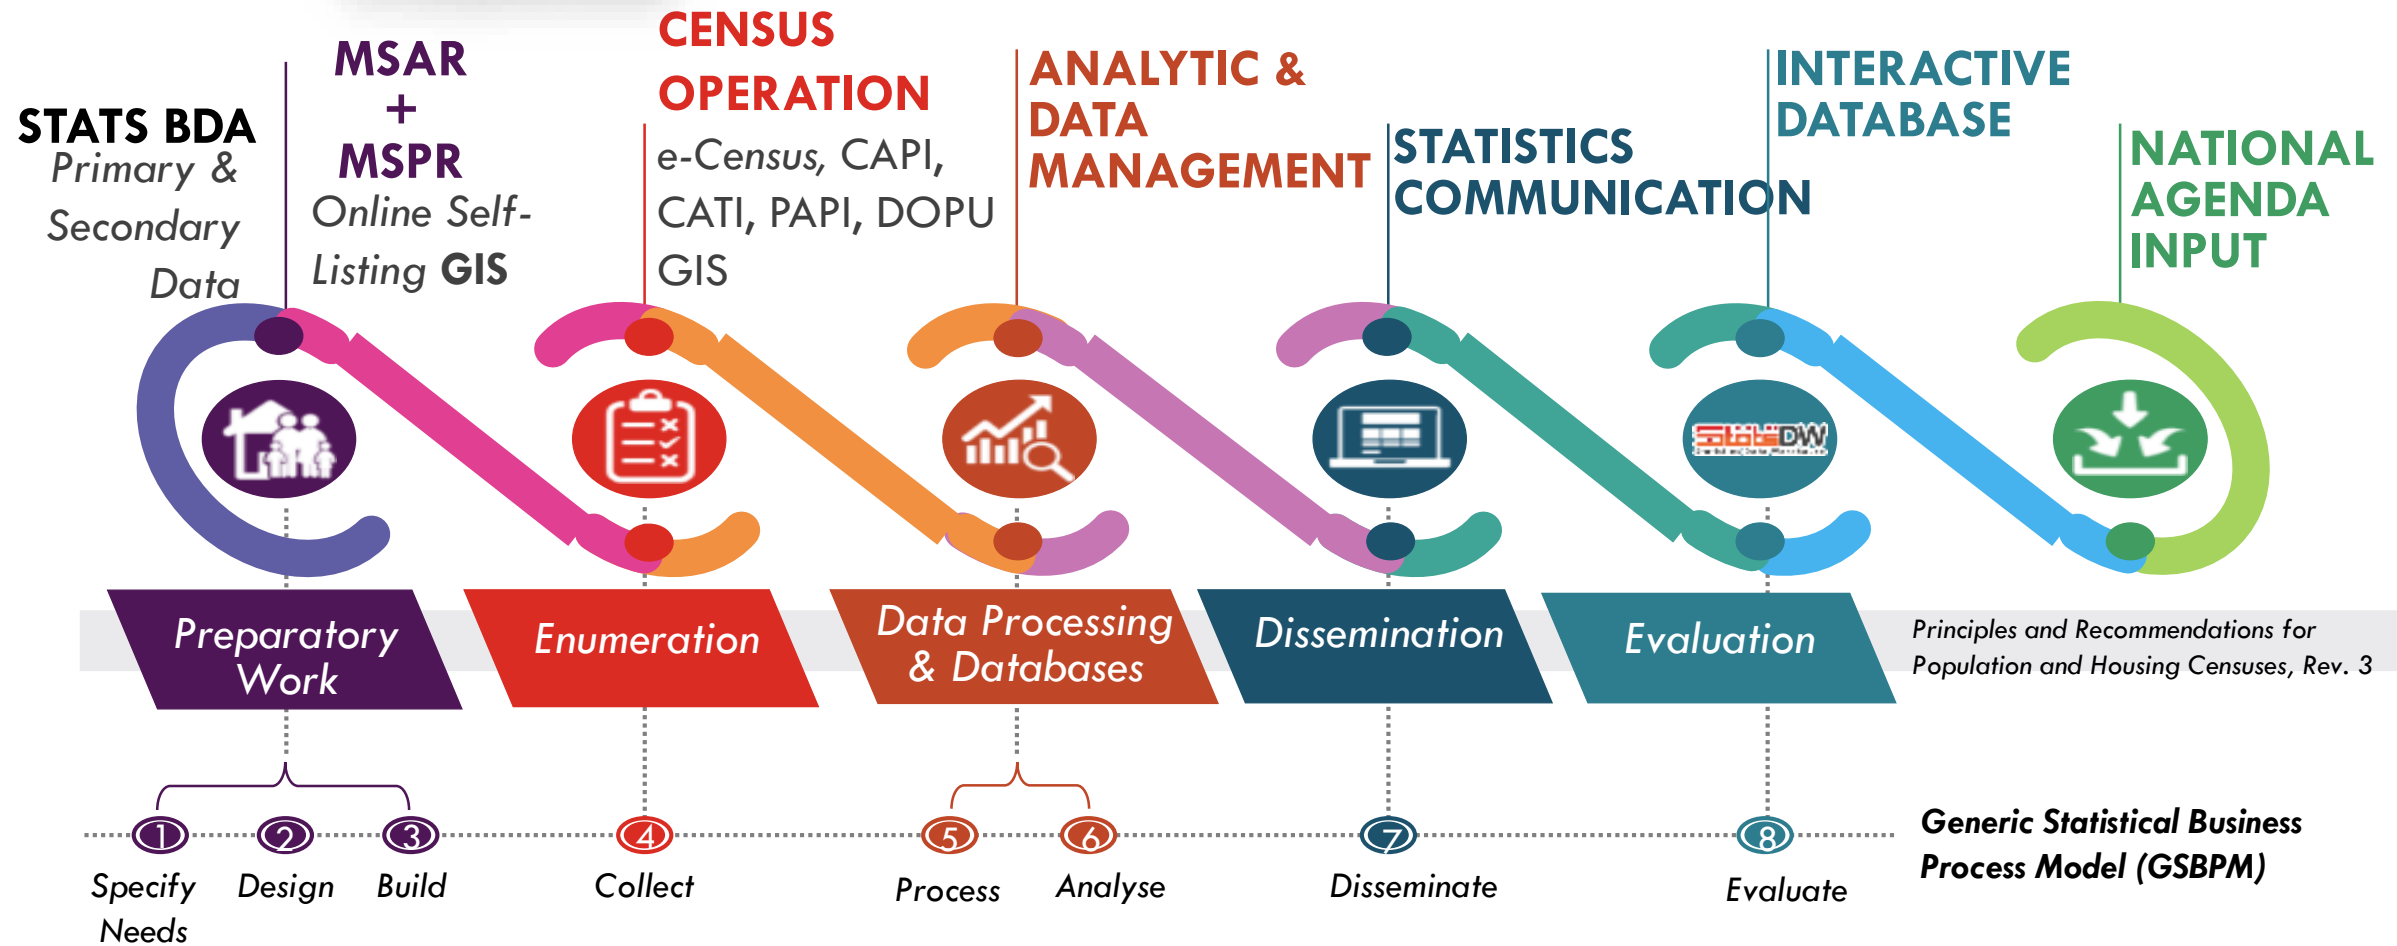 STATS BDA
Primary &
Secondary
Data
MSAR
+
MSPR
Online Self-
Listing GIS
CENSUS
OPERATION
e-Census, CAPI,
CATI, PAPI, DOPU
GIS
ANALYTIC &
DATA
MANAGEMENT
STATISTICS
COMMUNICATION
INTERACTIVE
DATABASE
NATIONAL
AGENDA
INPUT
DW
Preparatory
Work
Enumeration
Data Processing
& Databases
Dissemination
Evaluation
Principles and Recommendations for
Population and Housing Censuses, Rev. 3
1
2
3
4
5
6
7
8
Specify
Needs
Design
Build
Collect
Process
Analyse
Disseminate
Evaluate
Generic Statistical Business
Process Model (GSBPM)